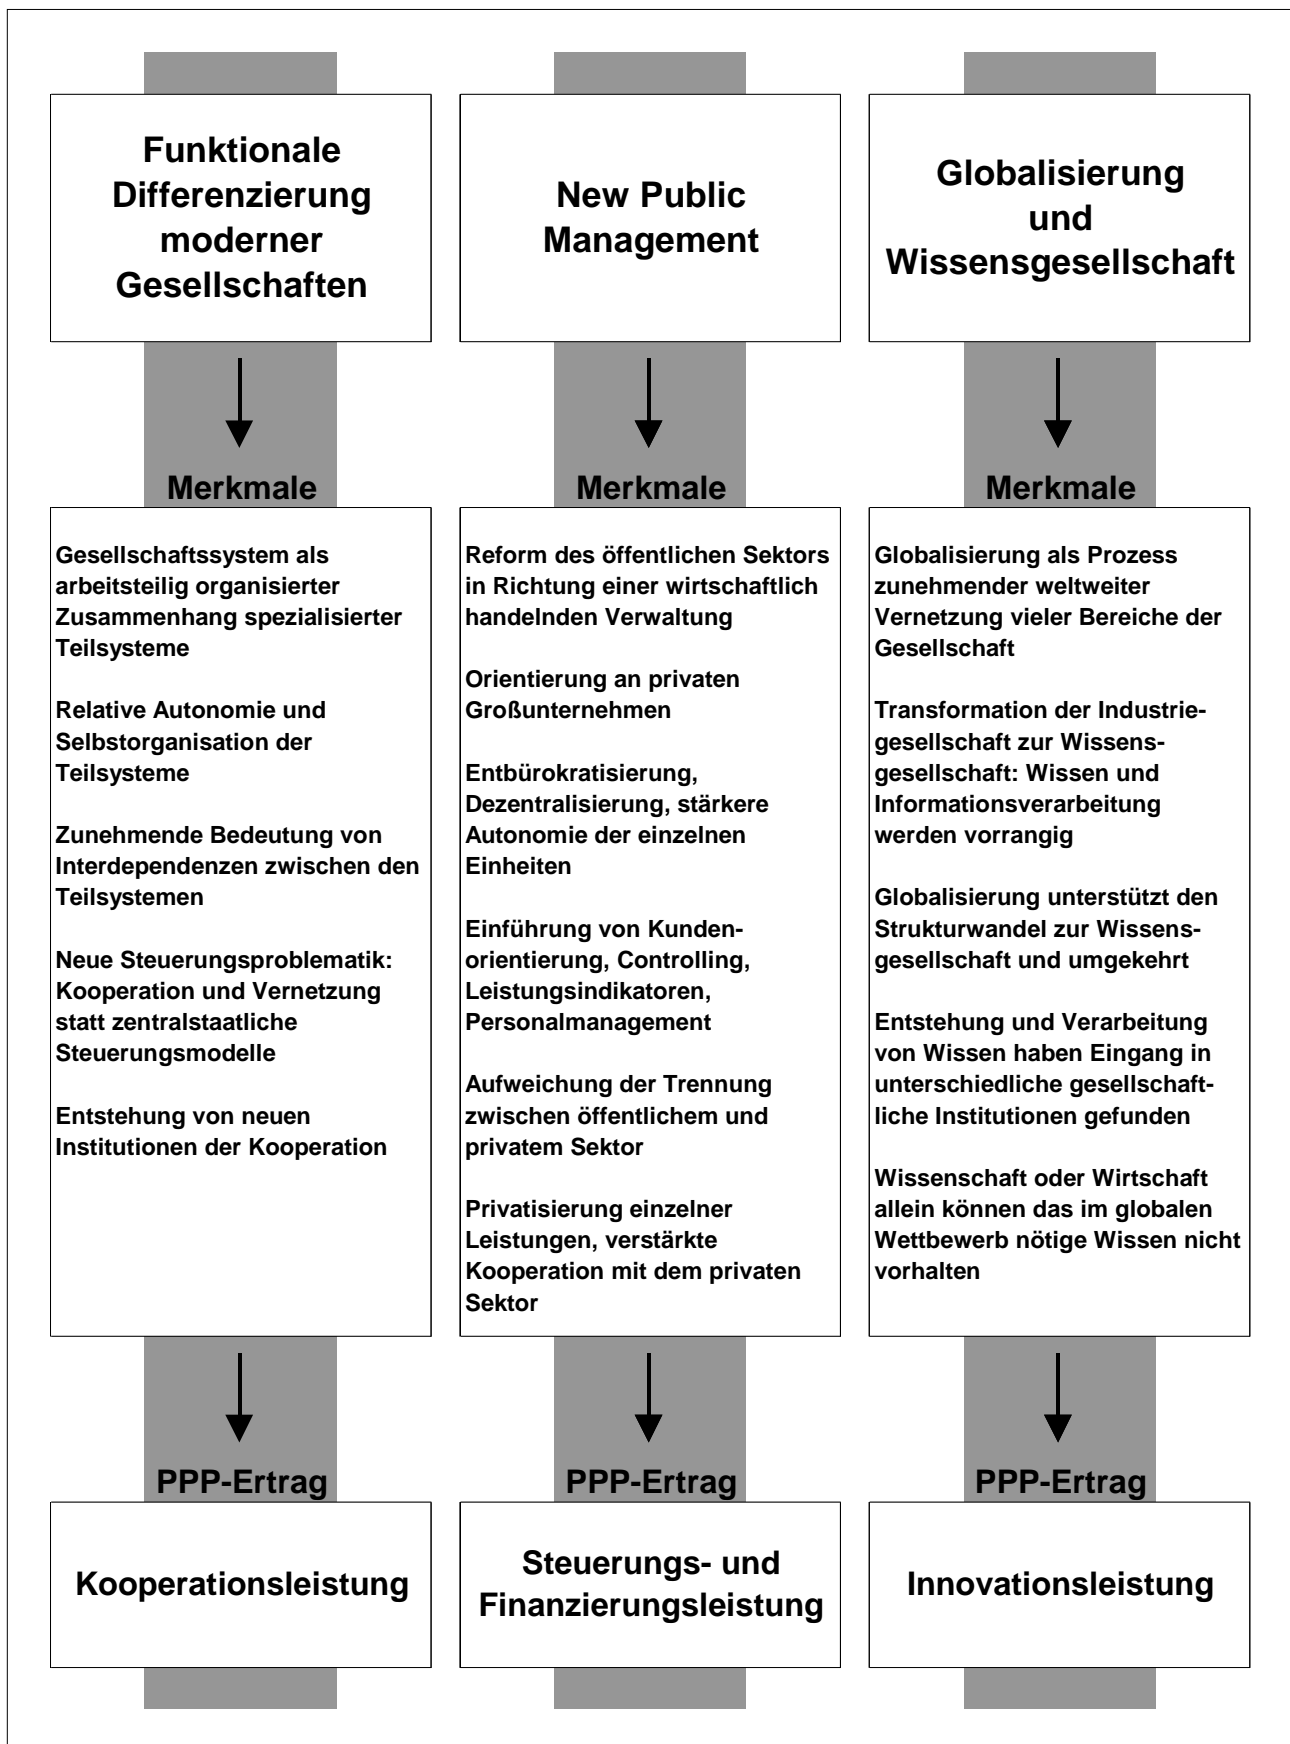 Funktionale
Differenzierung
moderner
Gesellschaften
Merkmale
Gesellschaftssystem als
arbeitsteilig organisierter
Zusammenhang spezialisierter
Teilsysteme
Relative Autonomie und
Selbstorganisation der
Teilsysteme
Zunehmende Bedeutung von
Interdependenzen zwischen den
Teilsystemen
Neue Steuerungsproblematik:
Kooperation und Vernetzung
statt zentralstaatliche
Steuerungsmodelle
Entstehung von neuen
Institutionen der Kooperation
PPP-Ertrag
Kooperationsleistung
New Public
Management
Merkmale
Reform des öffentlichen Sektors
in Richtung einer wirtschaftlich
handelnden Verwaltung
Orientierung an privaten
Großunternehmen
Entbürokratisierung,
Dezentralisierung, stärkere
Autonomie der einzelnen
Einheiten
Einführung von Kunden-
orientierung, Controlling,
Leistungsindikatoren,
Personalmanagement
Aufweichung der Trennung
zwischen öffentlichem und
privatem Sektor
Privatisierung einzelner
Leistungen, verstärkte
Kooperation mit dem privaten
Sektor
PPP-Ertrag
Steuerungs- und
Finanzierungsleistung
Globalisierung
und
Wissensgesellschaft
Merkmale
Globalisierung als Prozess
zunehmender weltweiter
Vernetzung vieler Bereiche der
Gesellschaft
Transformation der Industrie-
gesellschaft zur Wissens-
gesellschaft: Wissen und
Informationsverarbeitung
werden vorrangig
Globalisierung unterstützt den
Strukturwandel zur Wissens-
gesellschaft und umgekehrt
Entstehung und Verarbeitung
von Wissen haben Eingang in
unterschiedliche gesellschaft-
liche Institutionen gefunden
Wissenschaft oder Wirtschaft
allein können das im globalen
Wettbewerb nötige Wissen nicht
vorhalten
PPP-Ertrag
Innovationsleistung